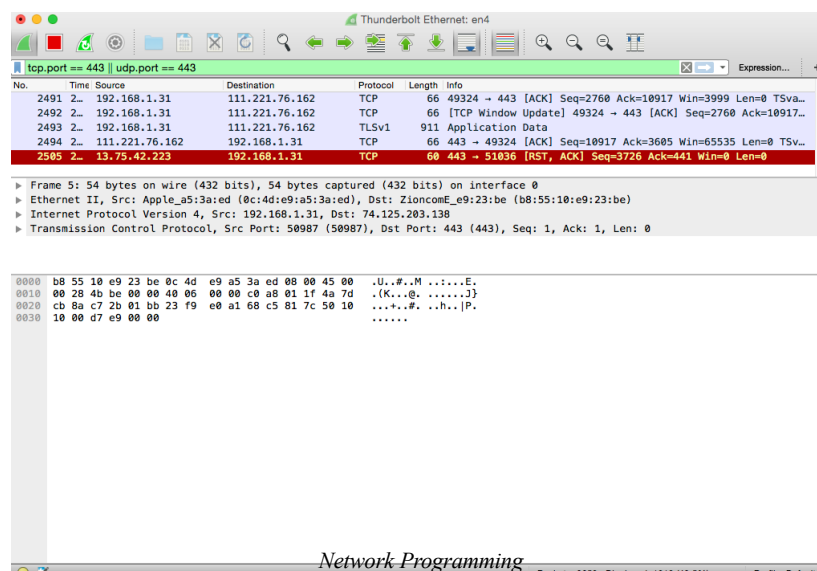 Thunderbolt Ethernet: en4
tcp.port == 443 || udp.port == 443 Expression...
No. Time Source Destination Protocol Length Info
2491 2… 192.168.1.31 111.221.76.162 TCP 66 49324 → 443 [ACK] Seq=2760 Ack=10917 Win=3999 Len=0 TSva…
2492 2… 192.168.1.31 111.221.76.162 TCP 66 [TCP Window Update] 49324 → 443 [ACK] Seq=2760 Ack=10917…
2493 2… 192.168.1.31 111.221.76.162 TLSv1 911 Application Data
2494 2… 111.221.76.162 192.168.1.31 TCP 66 443 → 49324 [ACK] Seq=10917 Ack=3605 Win=65535 Len=0 TSv…
2505 2… 13.75.42.223 192.168.1.31 TCP 60 443 → 51036 [RST, ACK] Seq=3726 Ack=441 Win=0 Len=0
Frame 5: 54 bytes on wire (432 bits), 54 bytes captured (432 bits) on interface 0
Ethernet II, Src: Apple_a5:3a:ed (0c:4d:e9:a5:3a:ed), Dst: ZioncomE_e9:23:be (b8:55:10:e9:23:be)
Internet Protocol Version 4, Src: 192.168.1.31, Dst: 74.125.203.138
Transmission Control Protocol, Src Port: 50987 (50987), Dst Port: 443 (443), Seq: 1, Ack: 1, Len: 0
0000 b8 55 10 e9 23 be 0c 4d e9 a5 3a ed 08 00 45 00 .U..#..M ..:...E.
0010 00 28 4b be 00 00 40 06 00 00 c0 a8 01 1f 4a 7d .(K...@. ......J}
0020 cb 8a c7 2b 01 bb 23 f9 e0 a1 68 c5 81 7c 50 10 ...+..#. ..h..|P.
0030 10 00 d7 e9 00 00 ......
Network Programming